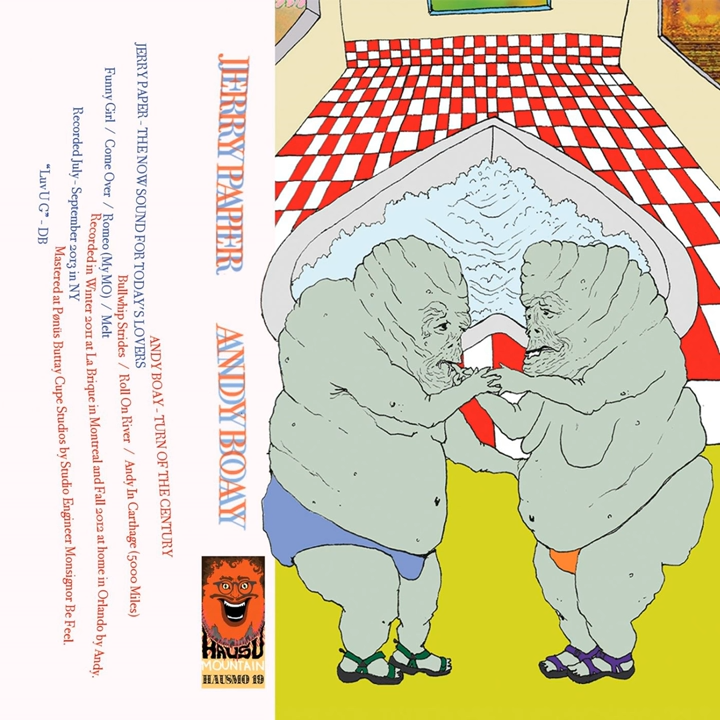 JERRY PAPER ANDY BOAY
HAUSU
MOUNTAIN
HAUSMO 19
JERRY PAPER - THE NOW SOUND FOR TODAY'S LOVERS
Funny Girl / Come Over / Romeo (My MO) / Melt
Recorded July - September 2013 in NY
“Luv U G” - DB
ANDY BOAY - TURN OF THE CENTURY
Bullwhip Strides / Roll On River / Andy In Carthage (5000 Miles)
Recorded in Winter 2011 at La Brique in Montreal and Fall 2012 at home in Orlando by Andy.
Mastered at Pønüs Buttay Cupe Studios by Studio Engineer Monsignor Be Feel.